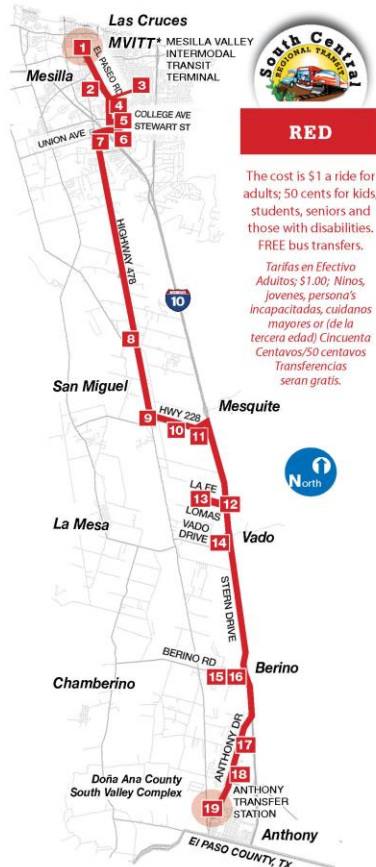 Las Cruces
MVITT* MESILLA VALLEY
INTERMODAL
TRANSIT
TERMINAL
1
EL PASEO RD
Mesilla
2
3
4
COLLEGE AVE
5
STEWART ST
UNION AVE
6
7
HIGHWAY 478
INTERSTATE
10
8
San Miguel
Mesquite
9
HWY 228
10
11
LA FE
13
12
LOMAS
La Mesa
VADO
DRIVE
14
Vado
STERN DRIVE
BERINO RD
Berino
15
16
Chamberino
ANTHONY DR
17
18
Doña Ana County
South Valley Complex
ANTHONY
TRANSFER
STATION
19
Anthony
El PASO COUNTY, TX
South Central
REGIONAL TRANSIT
RED
The cost is $1 a ride for
adults; 50 cents for kids,
students, seniors and
those with disabilities.
FREE bus transfers.
Tarifas en Efectivo
Aduitos; $1.00; Ninos,
jovenes, persona's
incapacitadas, cuidanos
mayores or (de la
tercera edad) Cincuenta
Centavos/50 centavos
Transferencias
seran gratis.
North